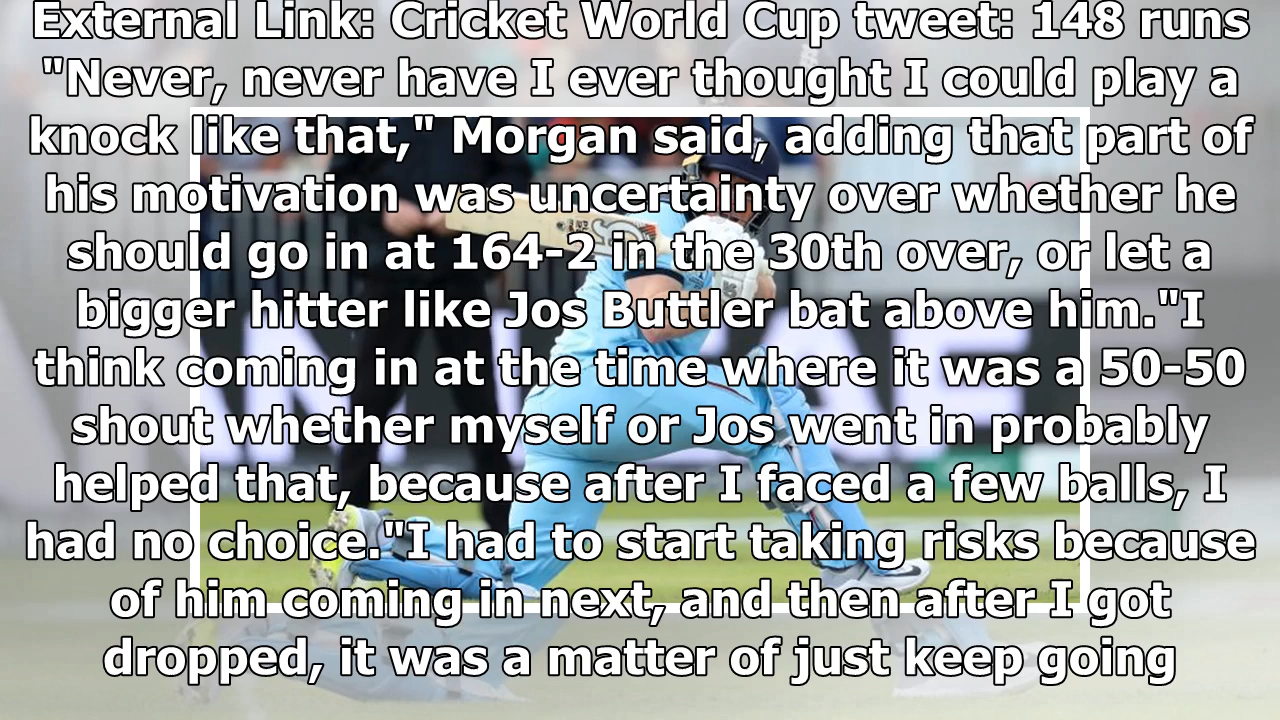 External Link: Cricket World Cup tweet: 148 runs
"Never, never have I ever thought I could play a
knock like that," Morgan said, adding that part of
his motivation was uncertainty over whether he
should go in at 164-2 in the 30th over, or let a
bigger hitter like Jos Buttler bat above him."I
think coming in at the time where it was a 50-50
shout whether myself or Jos went in probably
helped that, because after I faced a few balls, I
had no choice."I had to start taking risks because
of him coming in next, and then after I got
dropped, it was a matter of just keep going